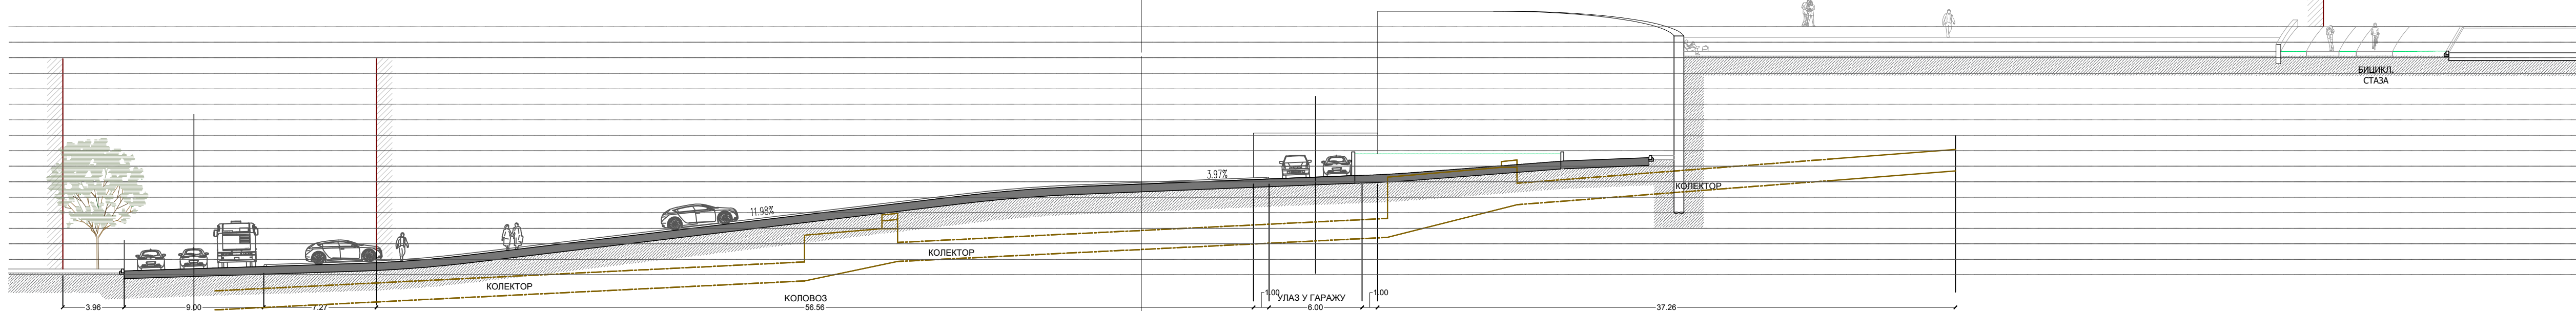 БИЦИКЛ.
СТАЗА
3.97%
КОЛЕКТОР
11.98%
КОЛЕКТОР
КОЛЕКТОР
КОЛОВОЗ
1.00
УЛАЗ У ГАРАЖУ
1.00
3.96
9.00
7.27
56.56
6.00
37.26